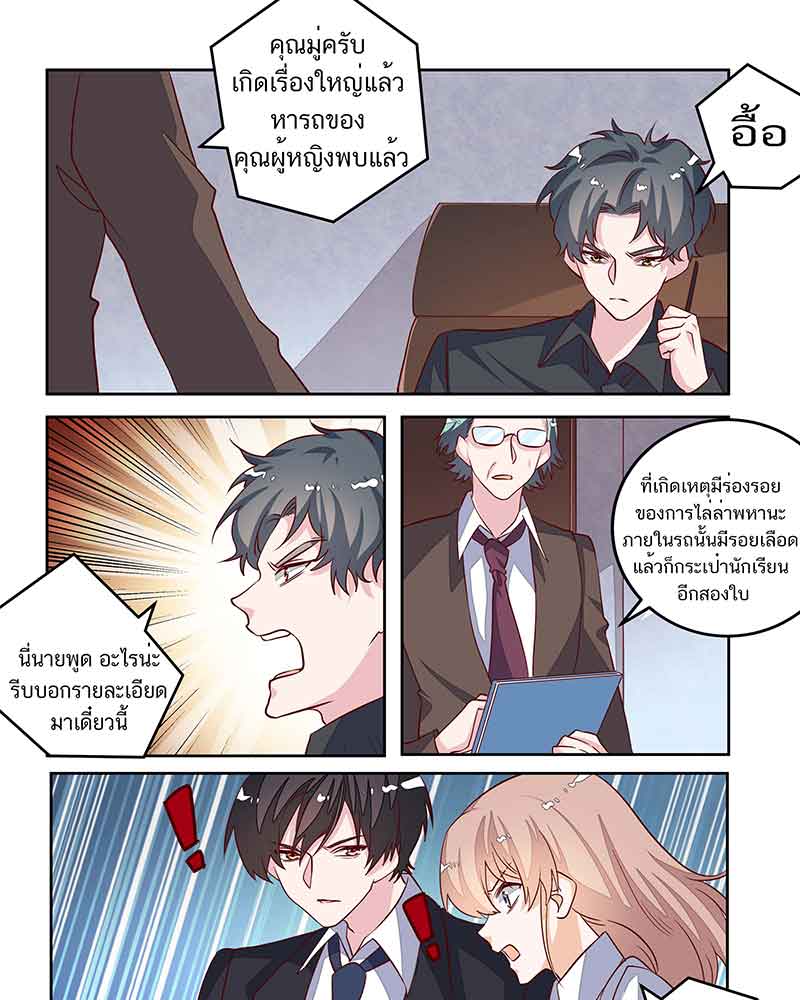 คุณมู่ครับ
เกิดเรื่องใหญ่แล้ว
หารถของ
คุณผู้หญิงพบแล้ว
อื้อ
นี่นายพูด อะไรน่ะ
รีบบอกรายละเอียด
มาเดี๋ยวนี้
ที่เกิดเหตุมีร่องรอย
ของการไล่ล่าพหานะ
ภายในรถนั้นมีรอยเลือด
แล้วก็กระเป๋านักเรียน
อีกสองใบ
!
!